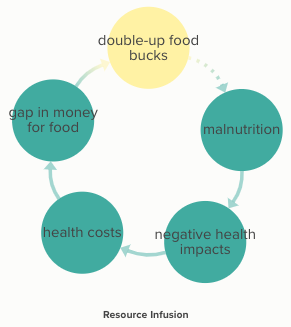 double-up food
bucks
malnutrition
negative health
impacts
health costs
gap in money
for food
Resource Infusion